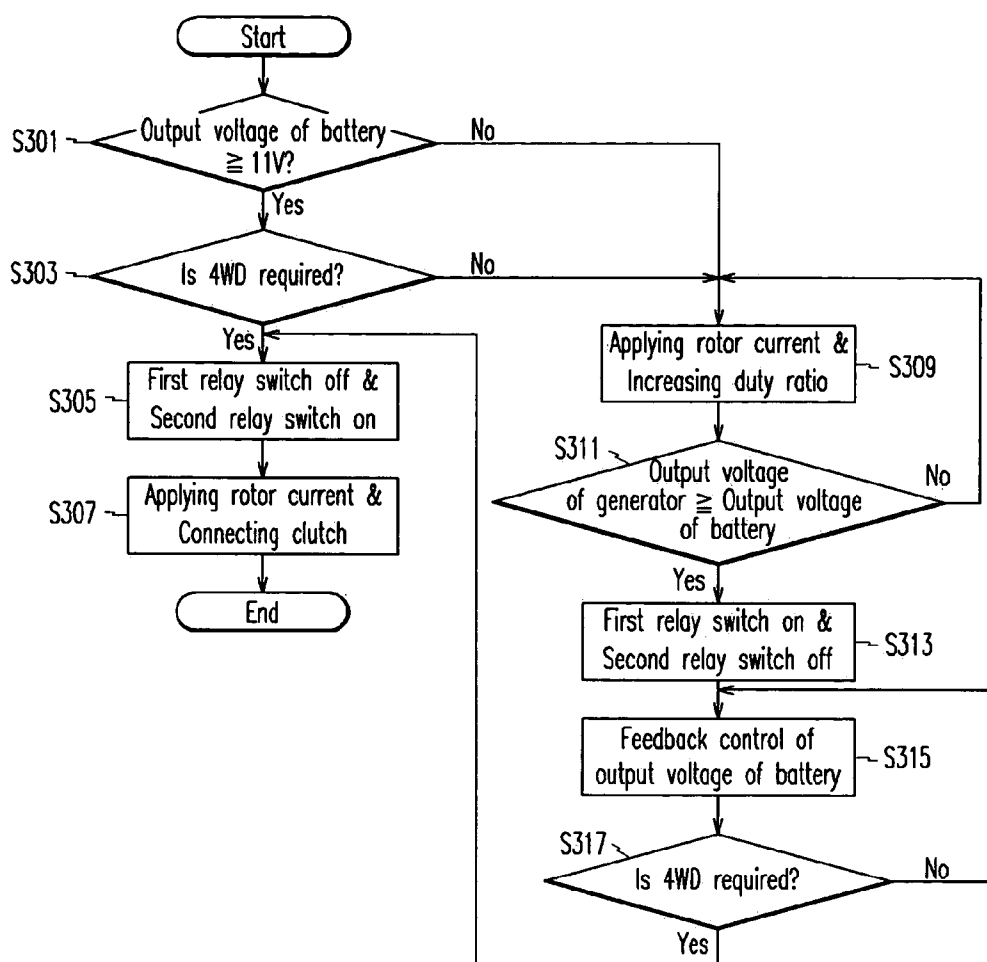 Start
S301
Output voltage of battery
≧ 11V?
No
Yes
S303
Is 4WD required?
No
Yes
S305
First relay switch off &
Second relay switch on
S307
Applying rotor current &
Connecting clutch
End
Applying rotor current &
Increasing duty ratio
S309
S311
Output voltage
of generator ≧ Output voltage
of battery
No
Yes
First relay switch on &
Second relay switch off
S313
Feedback control of
output voltage of battery
S315
S317
Is 4WD required?
No
Yes